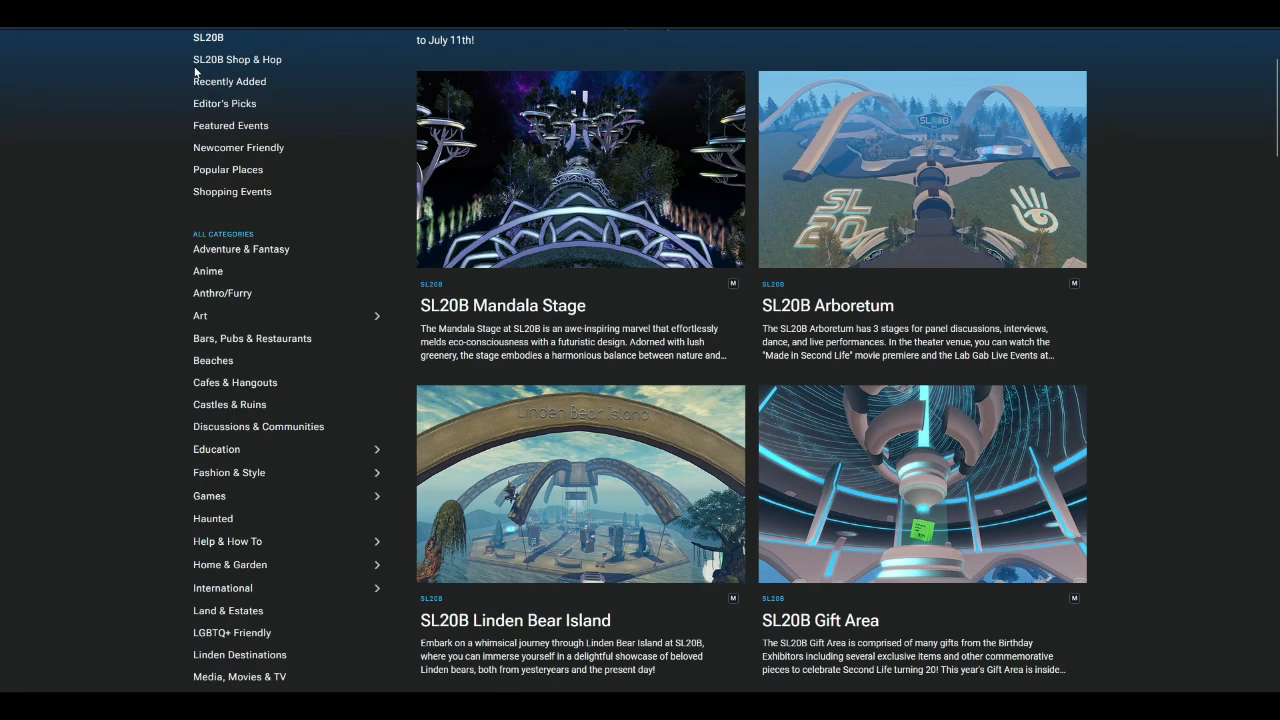 SL20B
SL20B Shop & Hop
Recently Added
Editor's Picks
Featured Events
Newcomer Friendly
Popular Places
Shopping Events
ALL CATEGORIES
Adventure & Fantasy
Anime
Anthro/Furry
Art
Bars, Pubs & Restaurants
Beaches
Cafes & Hangouts
Castles & Ruins
Discussions & Communities
Education
Fashion & Style
Games
Haunted
Help & How To
Home & Garden
International
Land & Estates
LGBTQ+ Friendly
Linden Destinations
Media, Movies & TV
to July 11th!
SL20B
M
SL20B Mandala Stage
The Mandala Stage at SL20B is an awe-inspiring marvel that effortlessly
melds eco-consciousness with a futuristic design. Adorned with lush
greenery, the stage embodies a harmonious balance between nature and...
SL20B
SL
BO
SL20B
M
SL20B Arboretum
The SL20B Arboretum has 3 stages for panel discussions, interviews,
dance, and live performances. In the theater venue, you can watch the
"Made in Second Life" movie premiere and the Lab Gab Live Events at...
Linden Bear Island
SL20B
M
SL20B Linden Bear Island
Embark on a whimsical journey through Linden Bear Island at SL20B,
where you can immerse yourself in a delightful showcase of beloved
Linden bears, both from yesteryears and the present day!
SL20B
M
SL20B Gift Area
The SL20B Gift Area is comprised of many gifts from the Birthday
Exhibitors including several exclusive items and other commemorative
pieces to celebrate Second Life turning 20! This year's Gift Area is inside...